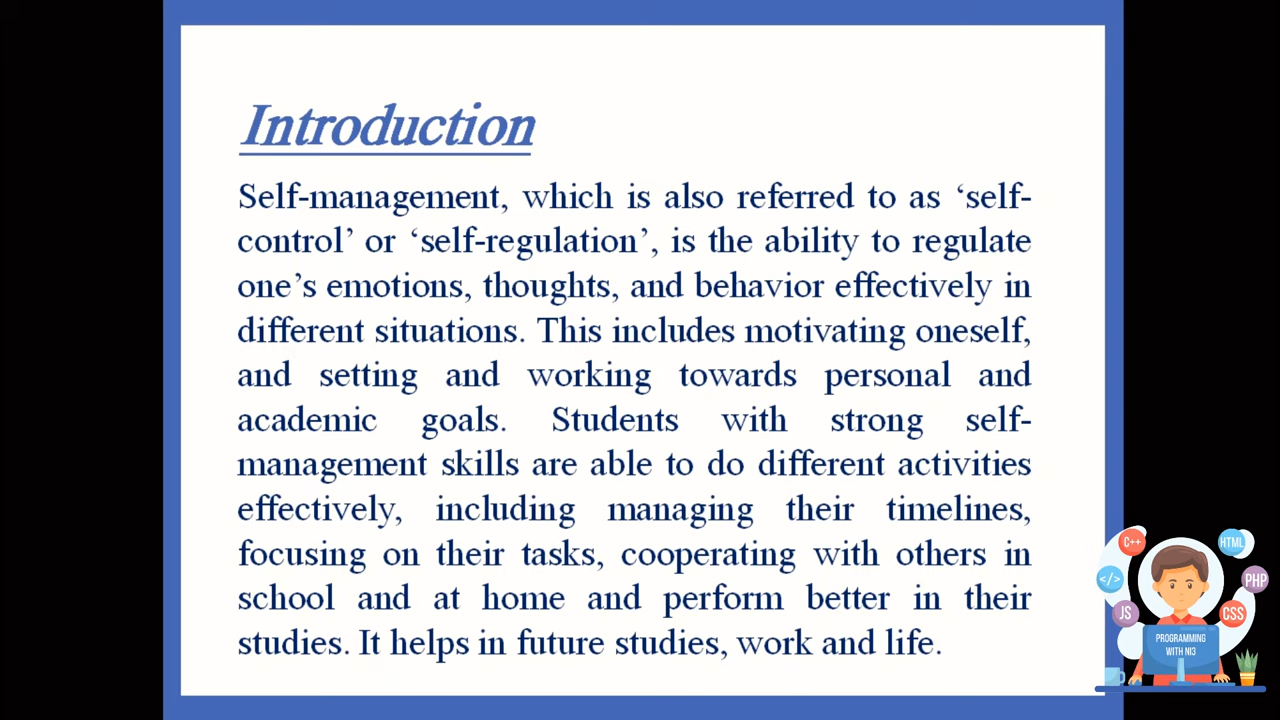 Introduction
Self-management, which is also referred to as ‘self-
control’ or ‘self-regulation’, is the ability to regulate
one’s emotions, thoughts, and behavior effectively in
different situations. This includes motivating oneself,
and setting and working towards personal and
academic goals. Students with strong self-
management skills are able to do different activities
effectively, including managing their timelines,
focusing on their tasks, cooperating with others in
school and at home and perform better in their
studies. It helps in future studies, work and life.
C++
HTML
</>
PHP
JS
CSS
PROGRAMMING
WITH NI3